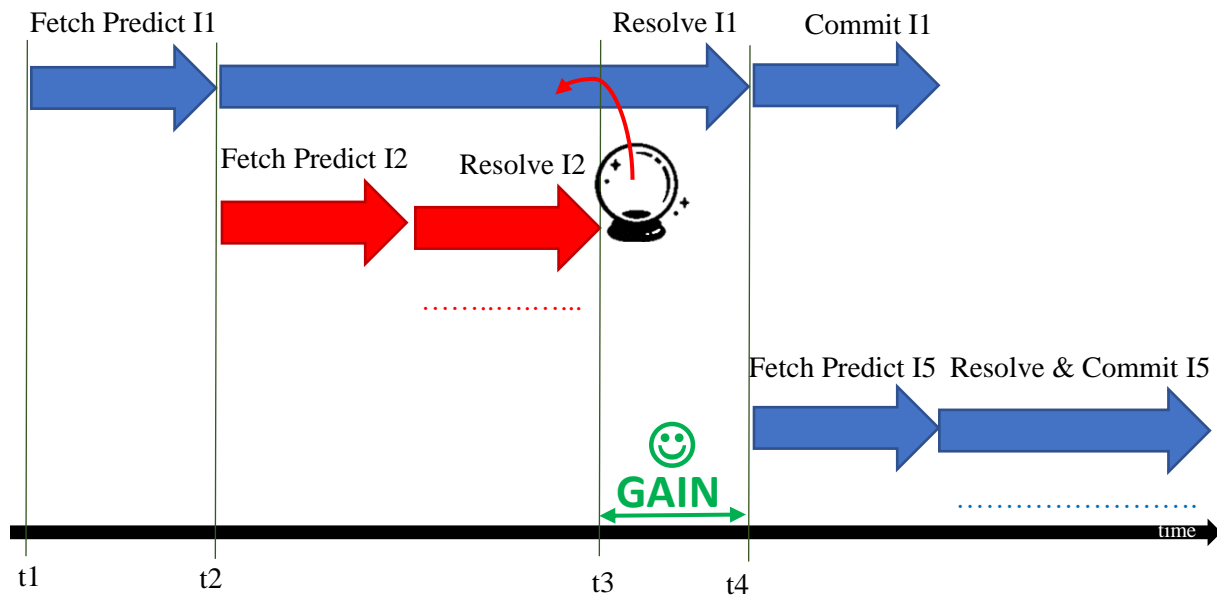 Fetch Predict I1
Resolve I1
Commit I1
Fetch Predict I2
Resolve I2
Fetch Predict I5
Resolve & Commit I5
GAIN
time
t1
t2
t3
t4